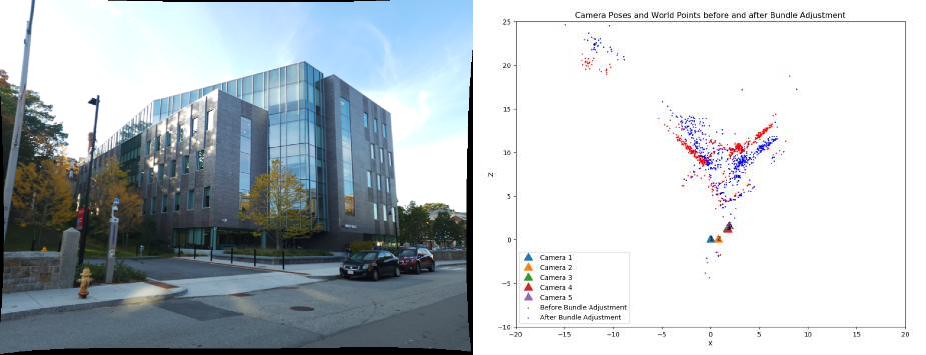 Camera Poses and World Points before and after Bundle Adjustment
25
20
15
10
5
0
−5
−10
Z
Camera 1
Camera 2
Camera 3
Camera 4
Camera 5
Before Bundle Adjustment
After Bundle Adjustment
−20
−15
−10
−5
0
5
10
15
20
X